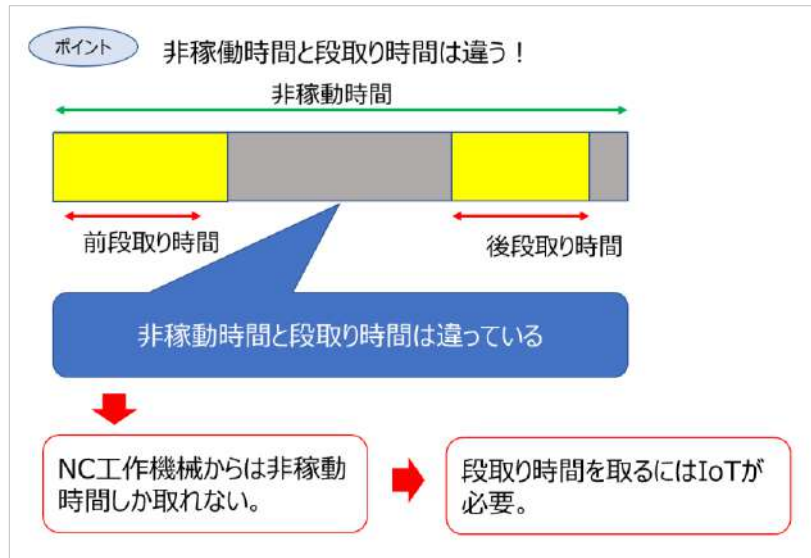 ポイント
非稼働時間と段取り時間は違う！
非稼動時間
前段取り時間
後段取り時間
非稼動時間と段取り時間は違っている
NC工作機械からは非稼動
時間しか取れない。
段取り時間を取るにはIoTが
必要。